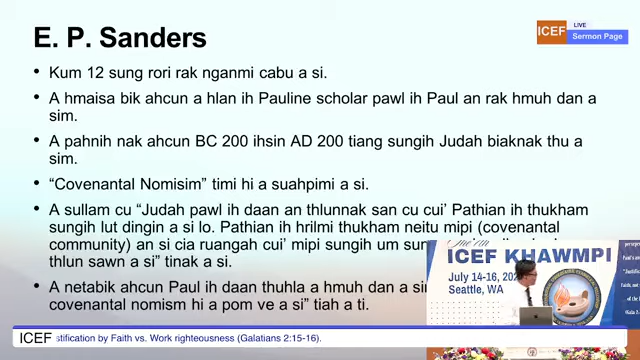 E. P. Sanders
ICEF
LIVE
Sermon Page
• Kum 12 sung rori rak nganmi cabu a si.
• A hmaisa bik ahcun a hlan ih Pauline scholar pawl ih Paul an rak hmuh dan a
sim.
• A pahnih nak ahcun BC 200 ihsin AD 200 tiang sungih Judah biaknak thu a
sim.
• “Covenantal Nomisim” timi hi a suahpimi a si.
• A sullam cu “Judah pawl ih daan an thlunnak san cu cui’ Pathian ih thukham
sungih lut dingin a si lo. Pathian ih hrilmi thukham neitu mipi (covenantal
community) an si cia ruangah cui’ mipi sungih um
thlun sawn a si” tinak a si.
• A netabik ahcun Paul ih daan thuhla a hmuh dan a
covenantal nomism hi a pom ve a si” tiah a ti.
ICEF KHAWMPI
July 14-16,
Seattle, WA
ICEF
stification by Faith vs. Work righteousness (Galatians 2:15-16).